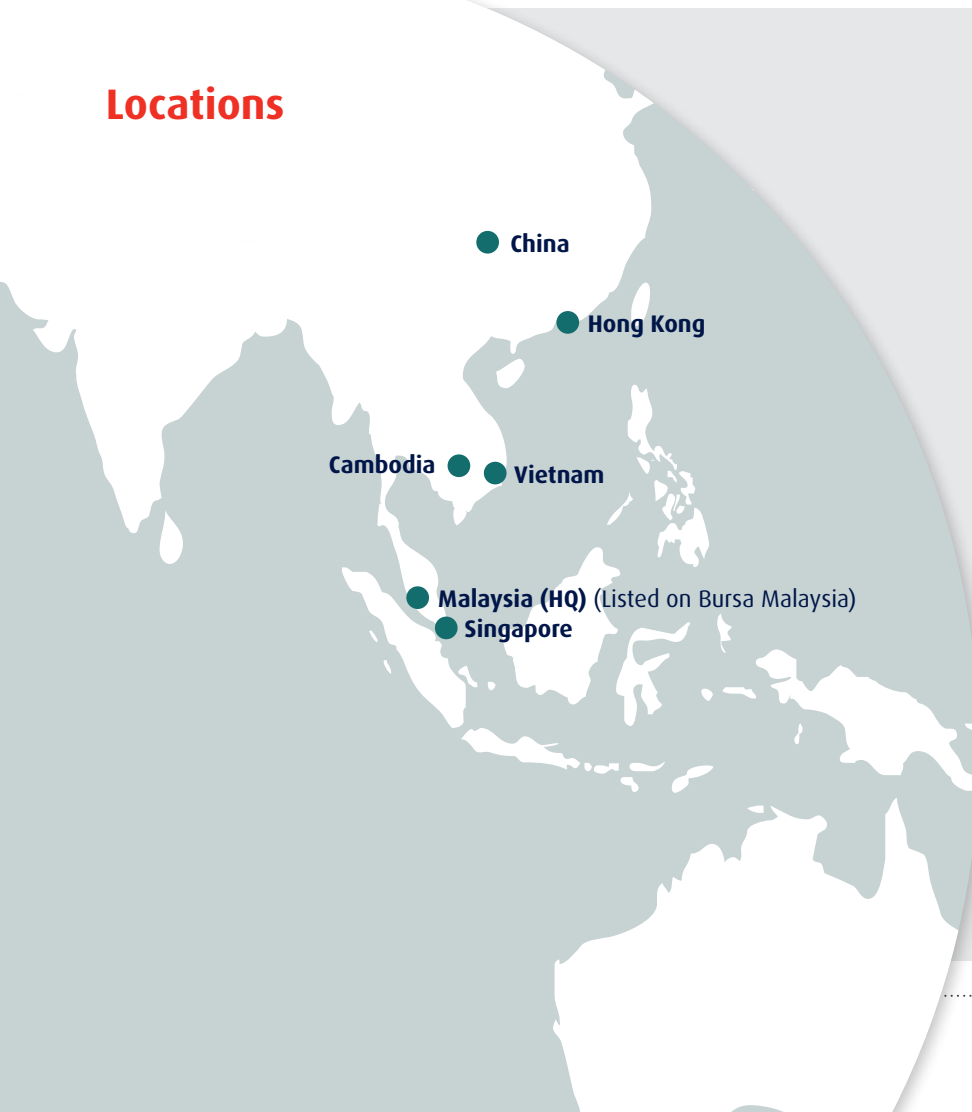 Locations
China
Hong Kong
Cambodia
Vietnam
Malaysia (HQ) (Listed on Bursa Malaysia)
Singapore